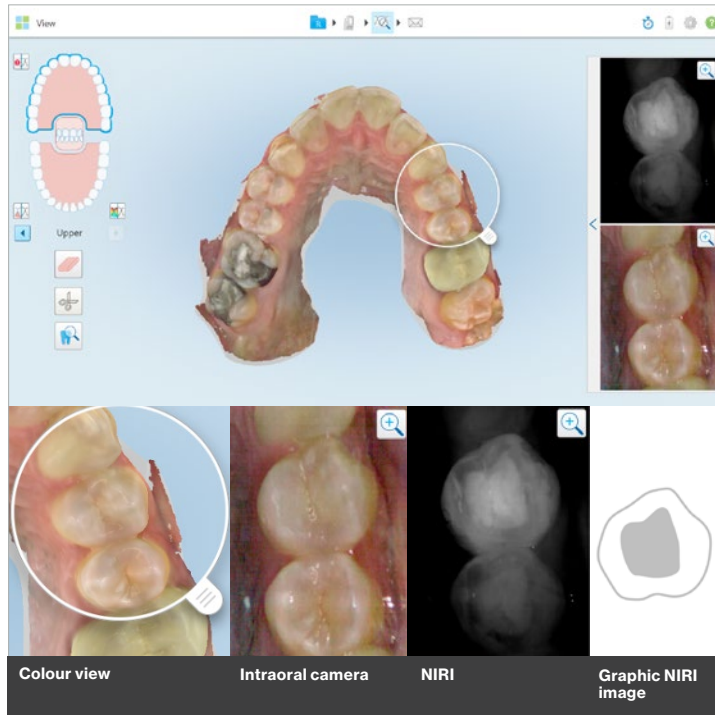 View
Upper
Colour view
Intraoral camera
NIRI
Graphic NIRI
image